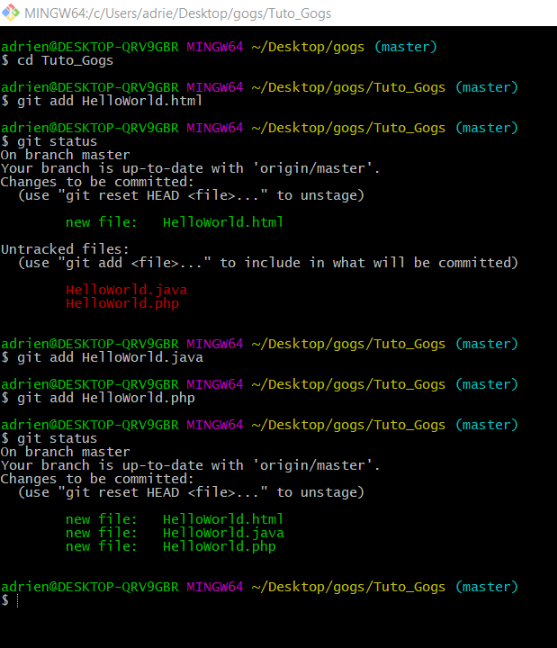 MINGW64:/c/Users/adrie/Desktop/gogs/Tuto_Gogs
adrien@DESKTOP-QRV9GBR MINGW64 ~/Desktop/gogs (master)
$ cd Tuto_Gogs
adrien@DESKTOP-QRV9GBR MINGW64 ~/Desktop/gogs/Tuto_Gogs (master)
$ git add HelloWorld.html
adrien@DESKTOP-QRV9GBR MINGW64 ~/Desktop/gogs/Tuto_Gogs (master)
$ git status
On branch master
Your branch is up-to-date with 'origin/master'.
Changes to be committed:
  (use "git reset HEAD <file>..." to unstage)
        new file:   HelloWorld.html
Untracked files:
  (use "git add <file>..." to include in what will be committed)
        HelloWorld.java
        HelloWorld.php
adrien@DESKTOP-QRV9GBR MINGW64 ~/Desktop/gogs/Tuto_Gogs (master)
$ git add HelloWorld.java
adrien@DESKTOP-QRV9GBR MINGW64 ~/Desktop/gogs/Tuto_Gogs (master)
$ git add HelloWorld.php
adrien@DESKTOP-QRV9GBR MINGW64 ~/Desktop/gogs/Tuto_Gogs (master)
$ git status
On branch master
Your branch is up-to-date with 'origin/master'.
Changes to be committed:
  (use "git reset HEAD <file>..." to unstage)
        new file:   HelloWorld.html
        new file:   HelloWorld.java
        new file:   HelloWorld.php
adrien@DESKTOP-QRV9GBR MINGW64 ~/Desktop/gogs/Tuto_Gogs (master)
$